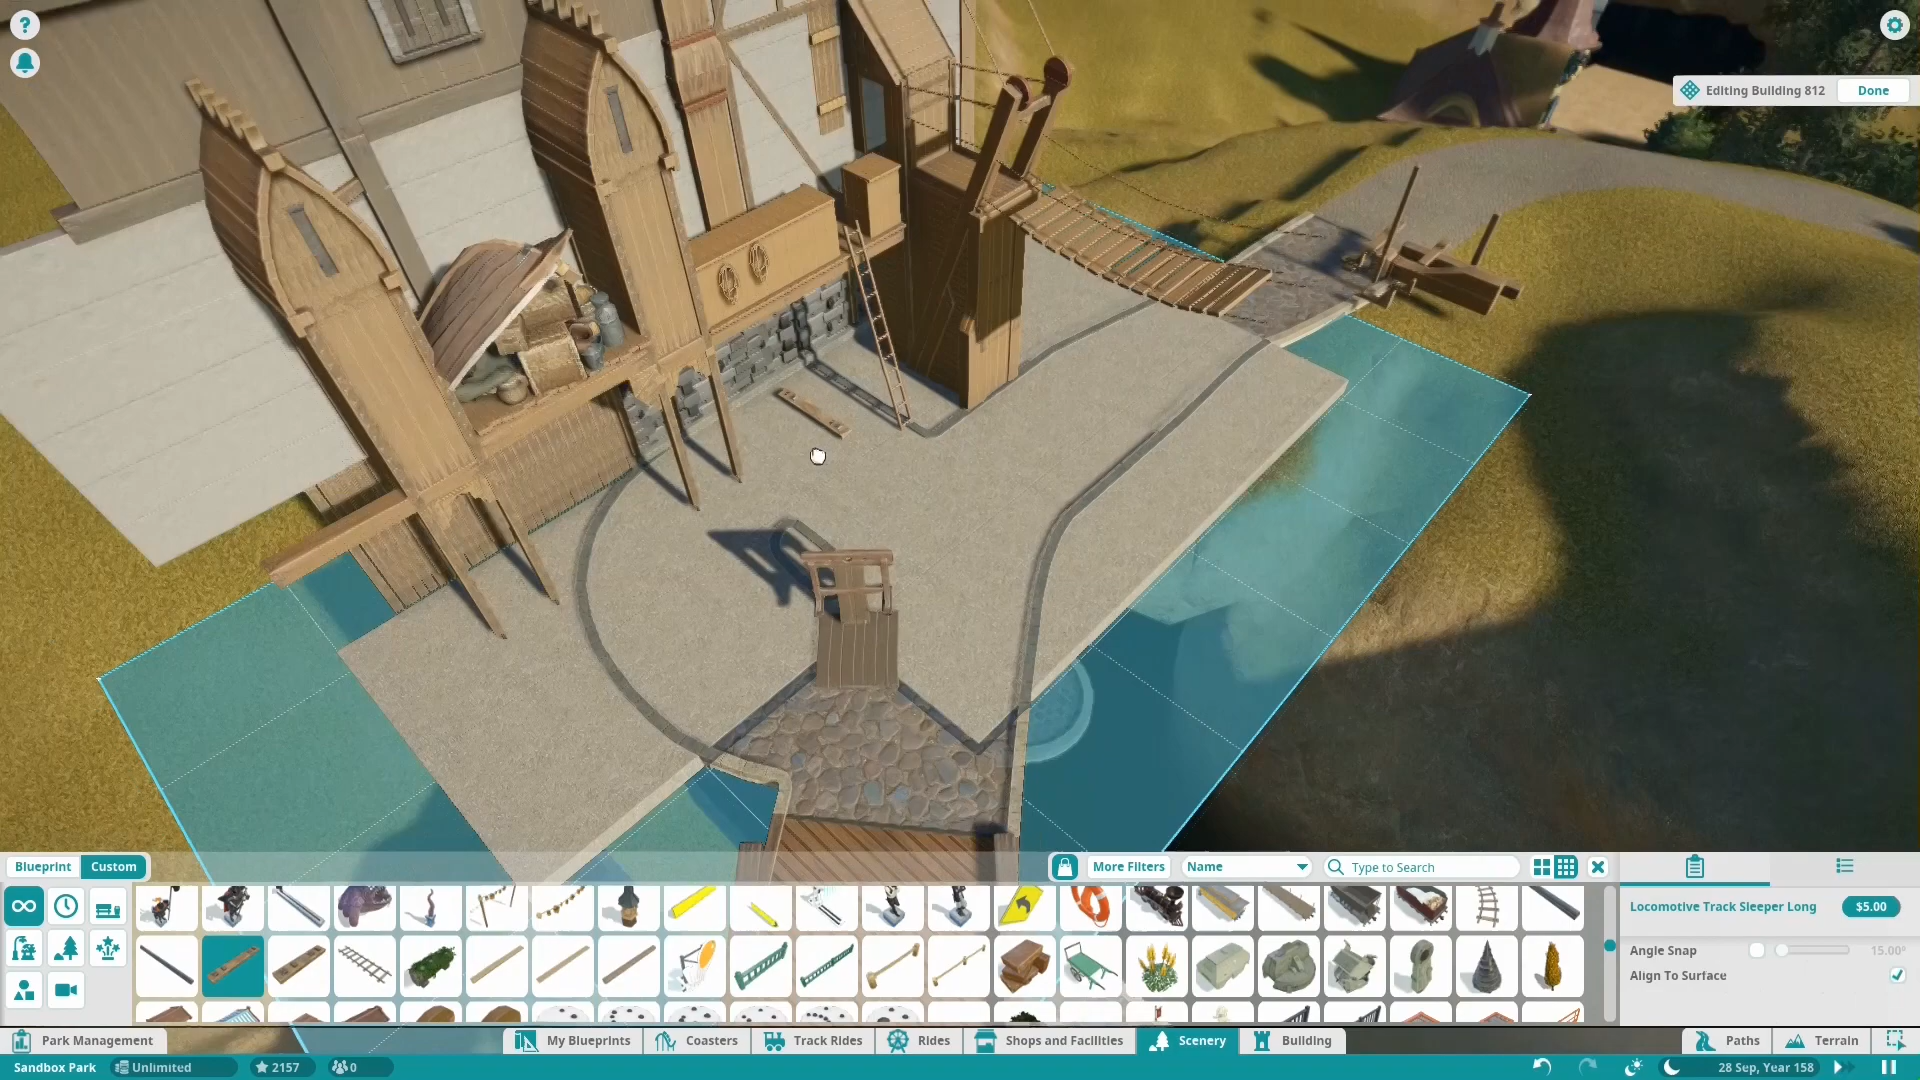 ?
Editing Building 812
Done
Blueprint
Custom
More Filters
Name
Type to Search
Locomotive Track Sleeper Long
$5.00
Angle Snap
15.00°
Align To Surface
Park Management
My Blueprints
Coasters
Track Rides
Rides
Shops and Facilities
Scenery
Building
Paths
Terrain
Sandbox Park
Unlimited
2157
0
28 Sep, Year 158